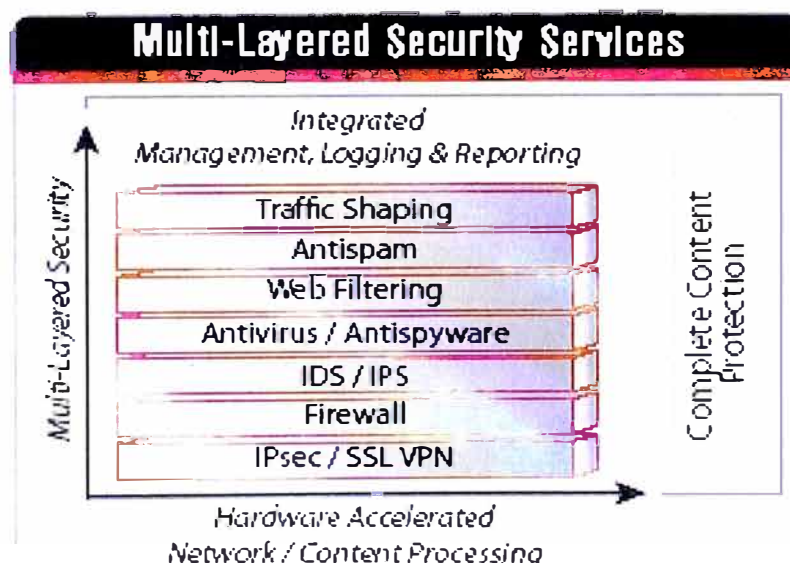 Multi-Layered Security Services
Integrated
Management, Logging & Reporting
Multi-Layered Security
Traffic Shaping
Antispam
Web Filtering
Antivirus / Antispyware
IDS / IPS
Firewall
IPsec / SSL VPN
Complete Content
Protection
Hardware Accelerated
Network / Content Processing